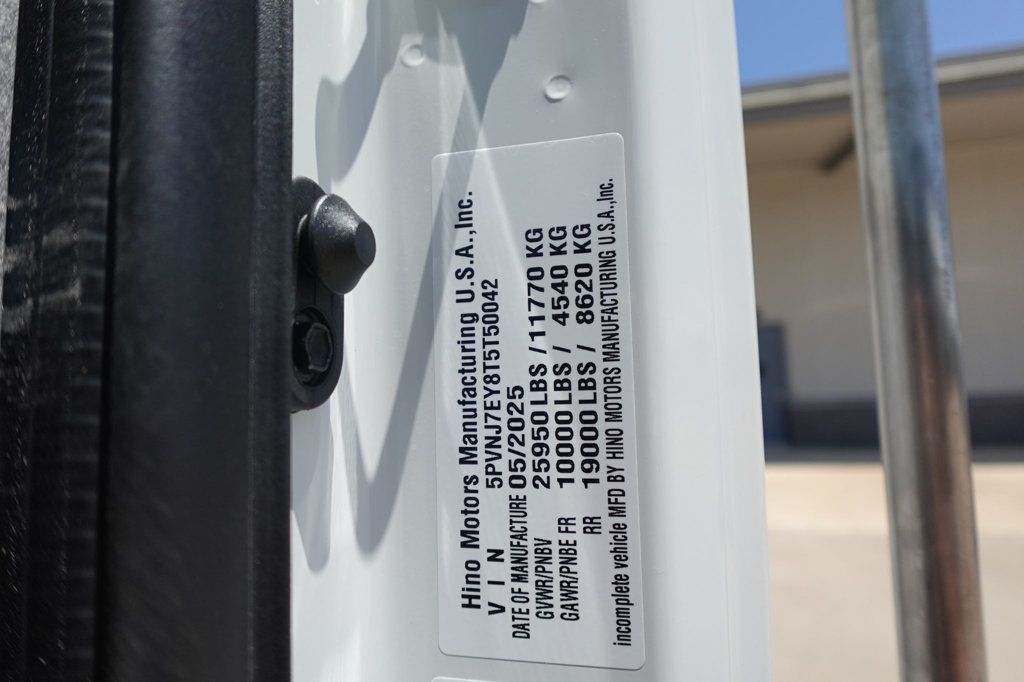 Hino Motors Manufacturing U.S.A.,Inc.
V I N 5PVNJ7EY8T5T50042
DATE OF MANUFACTURE 05/2025
GVWR/PNBV 25950 LBS / 11770 KG
GAWR/PNBE FR 10000 LBS / 4540 KG
RR 19000 LBS / 8620 KG
incomplete vehicle MFD BY HINO MOTORS MANUFACTURING U.S.A.,Inc.